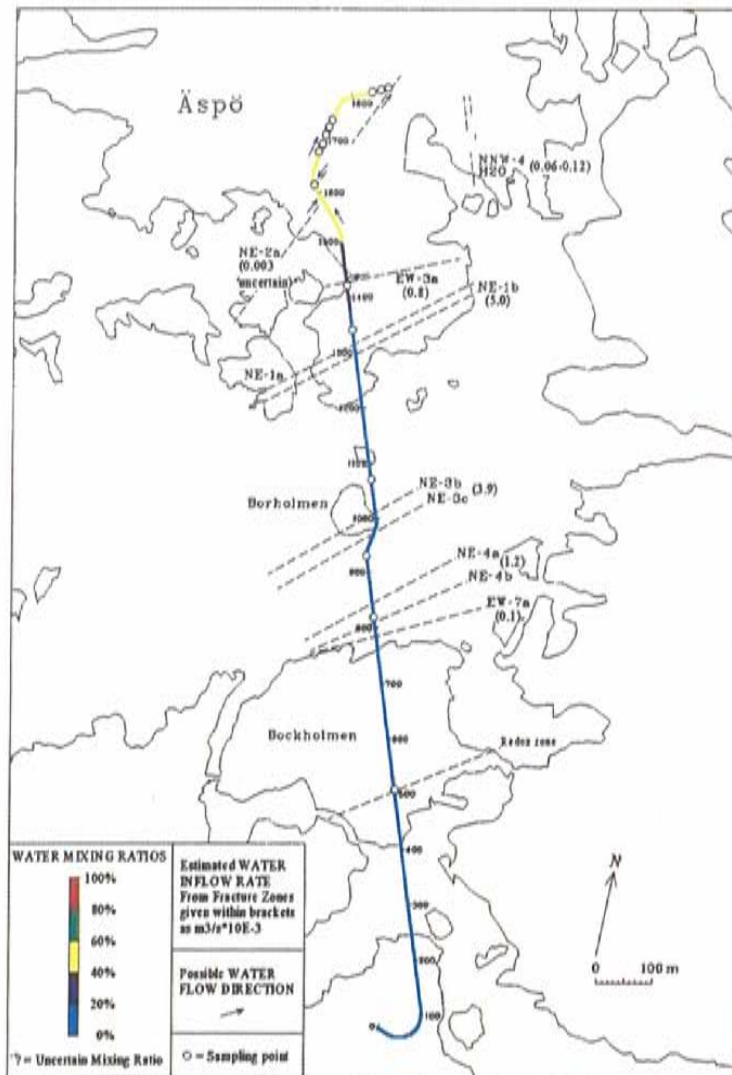 Äspö
1800
1700
1600
1500
NNW-4
H2O (0.06-0.12)
NE-2a
(0.003
uncertain)
EW-3a
(0.8)
NE-1b
(5.0)
1400
1300
NE-1a
1200
1100
NE-3b
NE-3c (3.9)
Borholmen
1000
900
NE-4a
(1.2)
NE-4b
EW-7a
(0.1)
800
700
600
Bockholmen
Redox zone
500
400
300
200
100
0
WATER MIXING RATIOS
100%
80%
60%
40%
20%
0%
"? = Uncertain Mixing Ratio
Estimated WATER
INFLOW RATE
From Fracture Zones
given within brackets
as m3/s*10E-3
Possible WATER
FLOW DIRECTION
= Sampling point
N
0 100 m